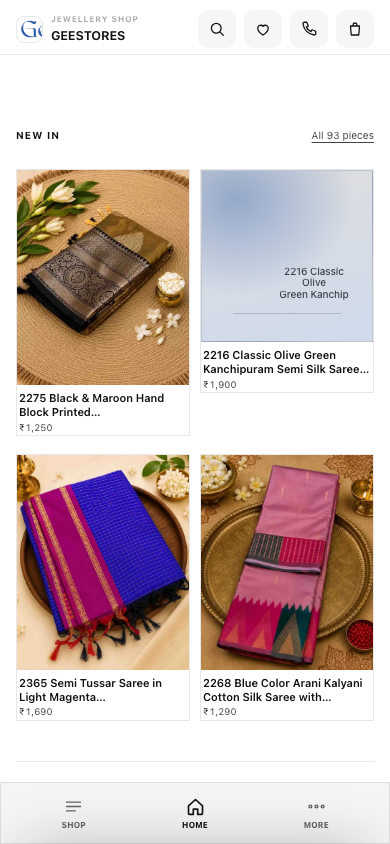 JEWELLERY SHOP
GEESTORES
NEW IN
All 93 pieces
2275 Black & Maroon Hand
Block Printed...
₹1,250
2216 Classic
Olive
Green Kanchip
2216 Classic Olive Green
Kanchipuram Semi Silk Saree...
₹1,900
2365 Semi Tussar Saree in
Light Magenta...
₹1,690
2268 Blue Color Arani Kalyani
Cotton Silk Saree with...
₹1,290
SHOP
HOME
MORE